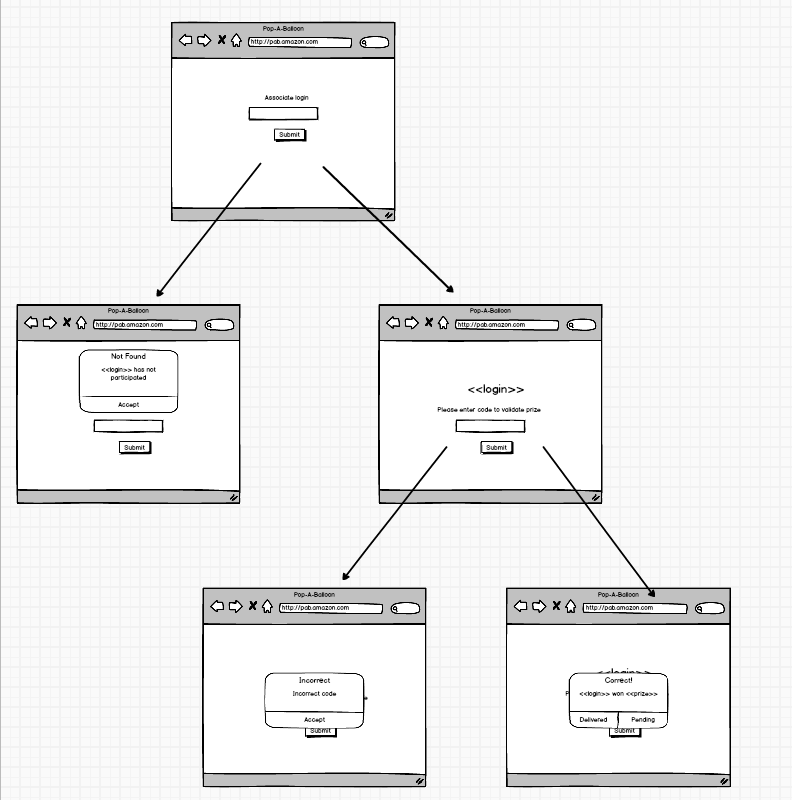 Pop-A-Balloon
http://pab.amazon.com
Associate login
Submit
Pop-A-Balloon
http://pab.amazon.com
Not Found
<<login>> has not
participated
Accept
Submit
Pop-A-Balloon
http://pab.amazon.com
<<login>>
Please enter code to validate prize
Submit
Pop-A-Balloon
http://pab.amazon.com
Incorrect
Incorrect code
Accept
Submit
Pop-A-Balloon
http://pab.amazon.com
<<login>>
Correct!
<<login>> won <<prize>>
Delivered
Pending
Submit